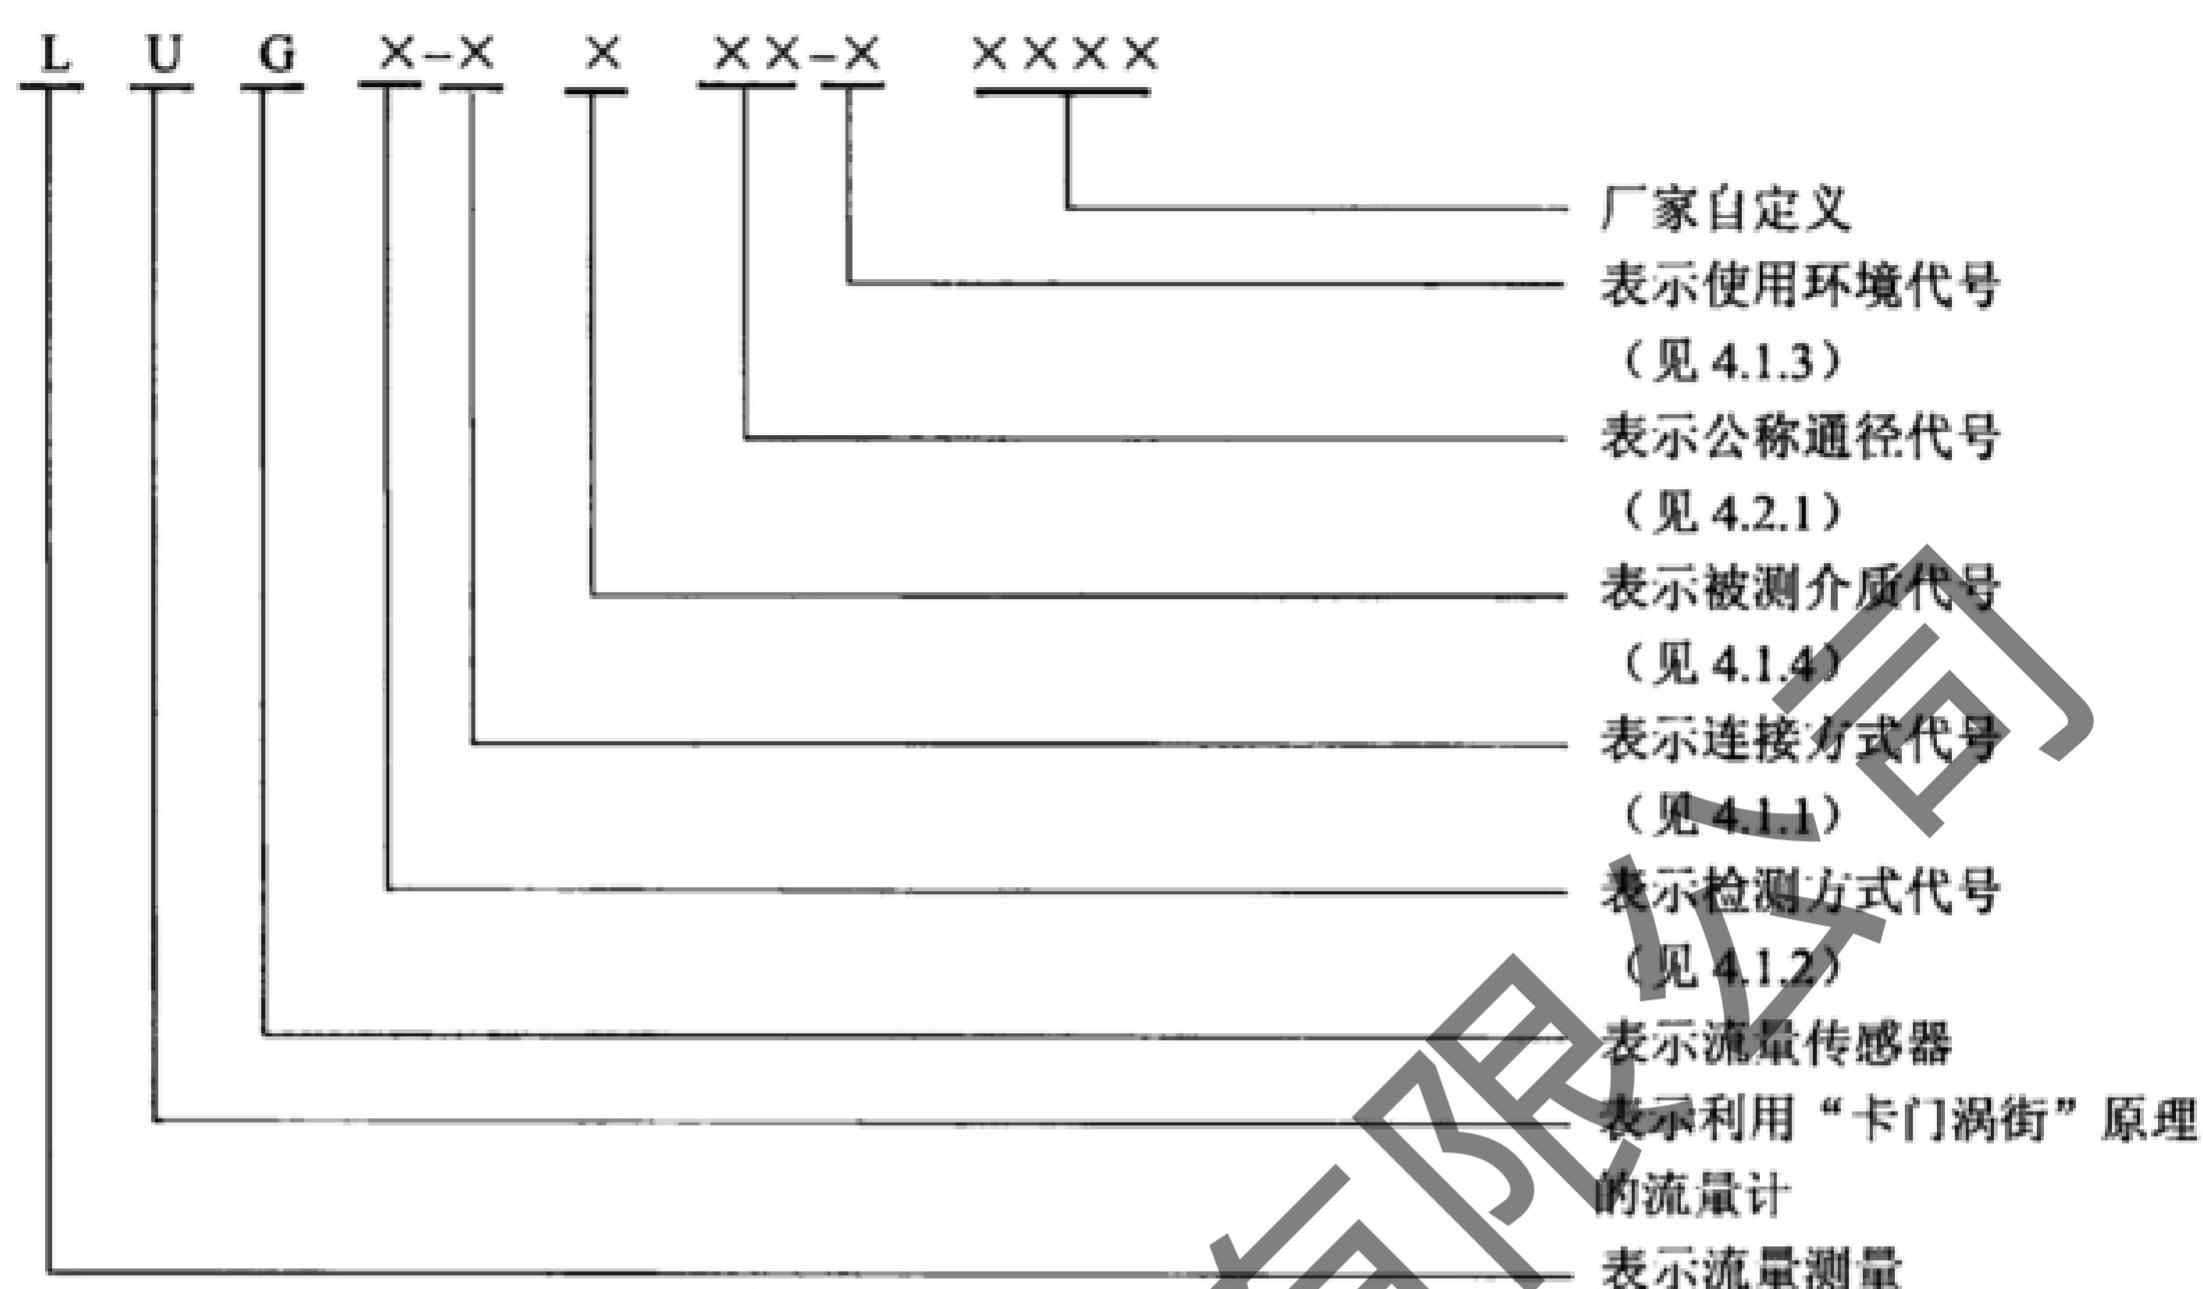 L U G ×-× × ××-× ××××
厂家自定义
表示使用环境代号
（见 4.1.3）
表示公称通径代号
（见 4.2.1）
表示被测介质代号
（见 4.1.4）
表示连接方式代号
（见 4.1.1）
表示检测方式代号
（见 4.1.2）
表示流量传感器
表示利用“卡门涡街”原理
的流量计
表示流量测量
有限公司